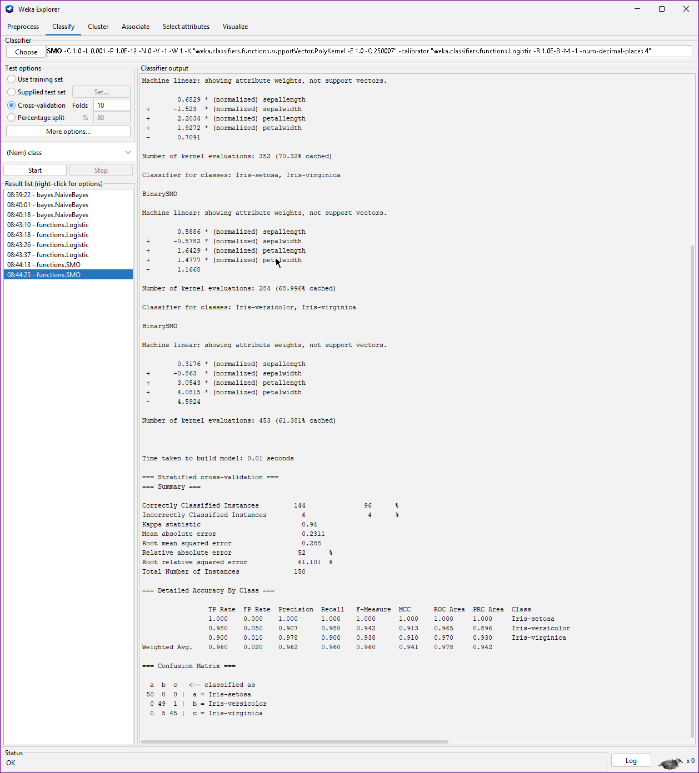 Weka Explorer
Preprocess Classify Cluster Associate Select attributes Visualize
Classifier
Choose SMO -C 1.0 -L 0.001 -P 1.0E-12 -N 0 -V -1 -W 1 -K "weka.classifiers.functions.supportVector.PolyKernel -E 1.0 -C 250007" -calibrator "weka.classifiers.functions.Logistic -R 1.0E-8 -M -1 -num-decimal-places 4"
Test options
Use training set
Supplied test set Set...
Cross-validation Folds 10
Percentage split % 80
More options...
(Nom) class
Start Stop
Result list (right-click for options)
08:39:22 - bayes.NaiveBayes
08:40:01 - bayes.NaiveBayes
08:40:18 - bayes.NaiveBayes
08:43:10 - functions.Logistic
08:43:18 - functions.Logistic
08:43:26 - functions.Logistic
08:43:37 - functions.Logistic
08:44:13 - functions.SMO
08:44:25 - functions.SMO
Classifier output
Machine linear: showing attribute weights, not support vectors.
0.6829 * (normalized) sepallength
+ -1.523 * (normalized) sepalwidth
+ 2.2034 * (normalized) petallength
+ 1.9272 * (normalized) petalwidth
- 0.7091
Number of kernel evaluations: 352 (70.32% cached)
Classifier for classes: Iris-setosa, Iris-virginica
BinarySMO
Machine linear: showing attribute weights, not support vectors.
0.5886 * (normalized) sepallength
+ -0.5782 * (normalized) sepalwidth
+ 1.6429 * (normalized) petallength
+ 1.4777 * (normalized) petalwidth
- 1.1668
Number of kernel evaluations: 284 (68.996% cached)
Classifier for classes: Iris-versicolor, Iris-virginica
BinarySMO
Machine linear: showing attribute weights, not support vectors.
0.3176 * (normalized) sepallength
+ -0.863 * (normalized) sepalwidth
+ 3.0543 * (normalized) petallength
+ 4.0815 * (normalized) petalwidth
- 4.5924
Number of kernel evaluations: 453 (61.381% cached)
Time taken to build model: 0.01 seconds
=== Stratified cross-validation ===
=== Summary ===
Correctly Classified Instances 144 96 %
Incorrectly Classified Instances 6 4 %
Kappa statistic 0.94
Mean absolute error 0.2311
Root mean squared error 0.288
Relative absolute error 52 %
Root relative squared error 61.101 %
Total Number of Instances 150
=== Detailed Accuracy By Class ===
TP Rate FP Rate Precision Recall F-Measure MCC ROC Area PRC Area Class
1.000 0.000 1.000 1.000 1.000 1.000 1.000 1.000 Iris-setosa
0.980 0.050 0.907 0.980 0.942 0.913 0.965 0.896 Iris-versicolor
0.900 0.010 0.978 0.900 0.938 0.910 0.970 0.930 Iris-virginica
Weighted Avg. 0.960 0.020 0.962 0.960 0.960 0.941 0.978 0.942
=== Confusion Matrix ===
a b c <-- classified as
50 0 0 | a = Iris-setosa
0 49 1 | b = Iris-versicolor
0 5 45 | c = Iris-virginica
Status
OK
Log x 0